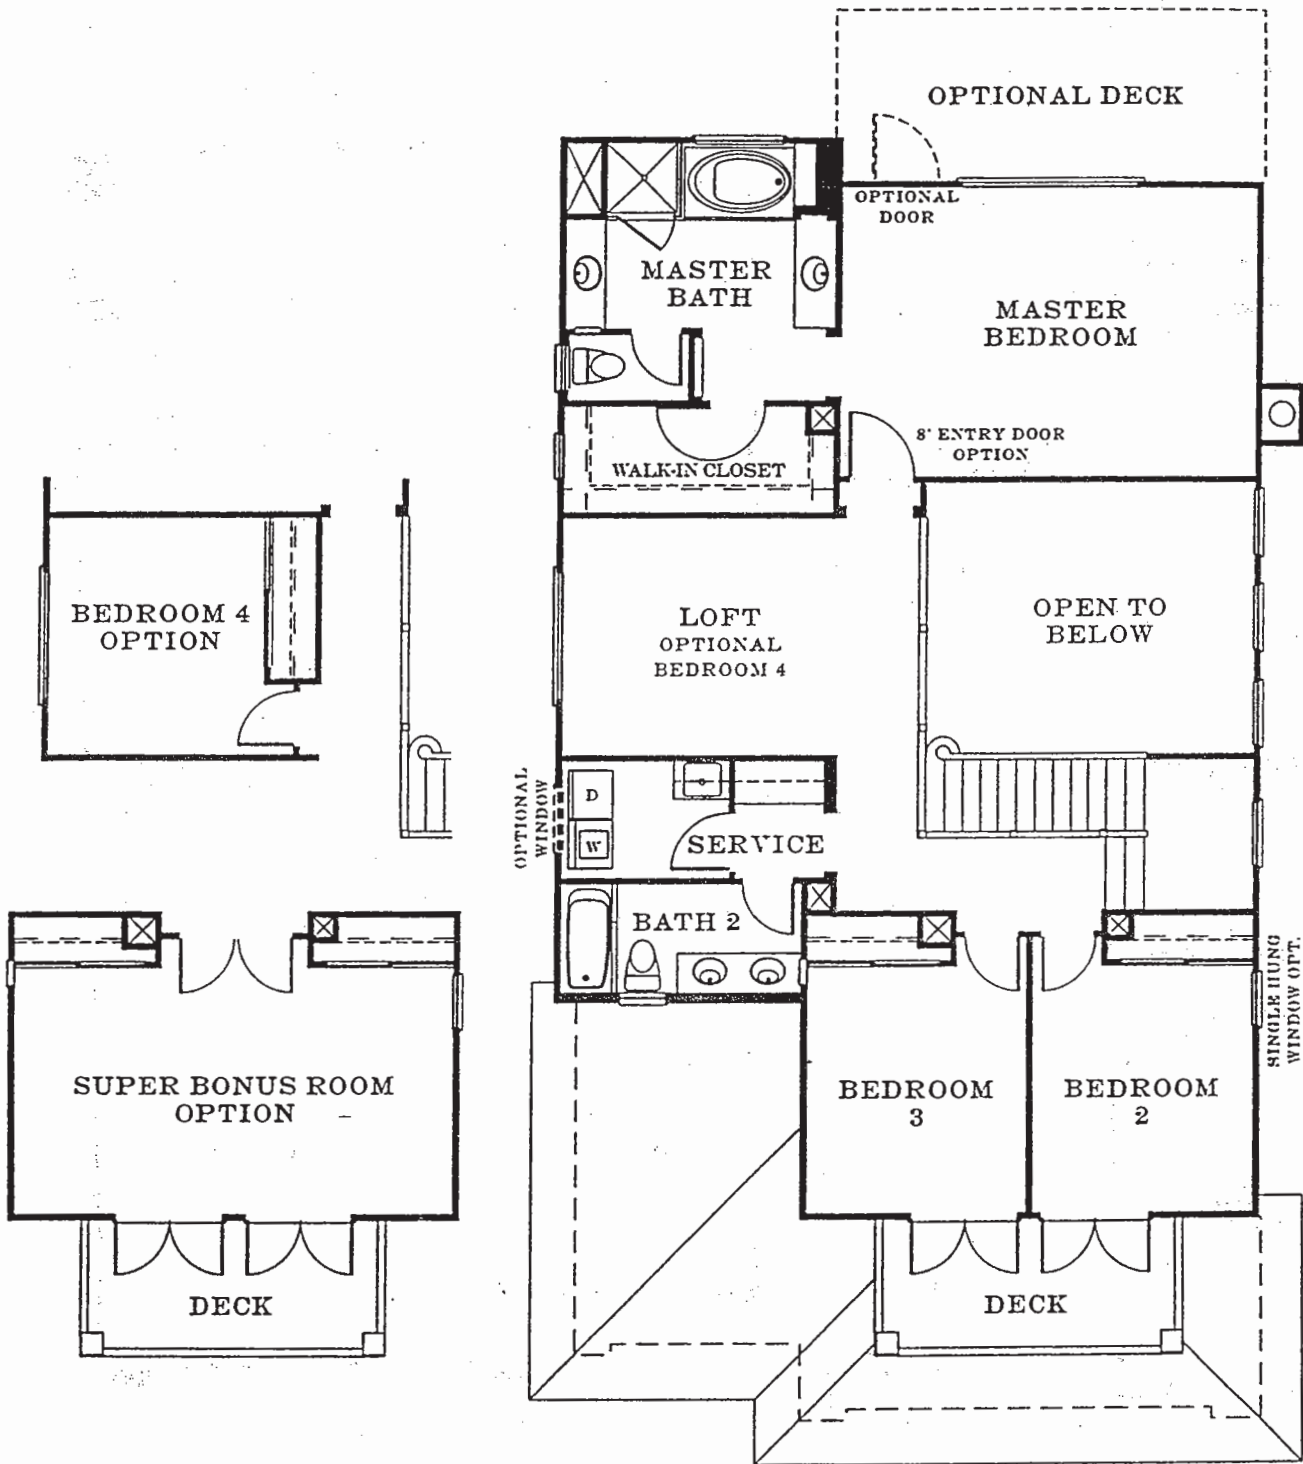 OPTIONAL DECK
OPTIONAL
DOOR
MASTER
BATH
MASTER
BEDROOM
8' ENTRY DOOR
OPTION
WALK-IN CLOSET
BEDROOM 4
OPTION
LOFT
OPTIONAL
BEDROOM 4
OPEN TO
BELOW
OPTIONAL
WINDOW
D
W
SERVICE
BATH 2
SINGLE HUNG
WINDOW OPT.
SUPER BONUS ROOM
OPTION
BEDROOM
3
BEDROOM
2
DECK
DECK